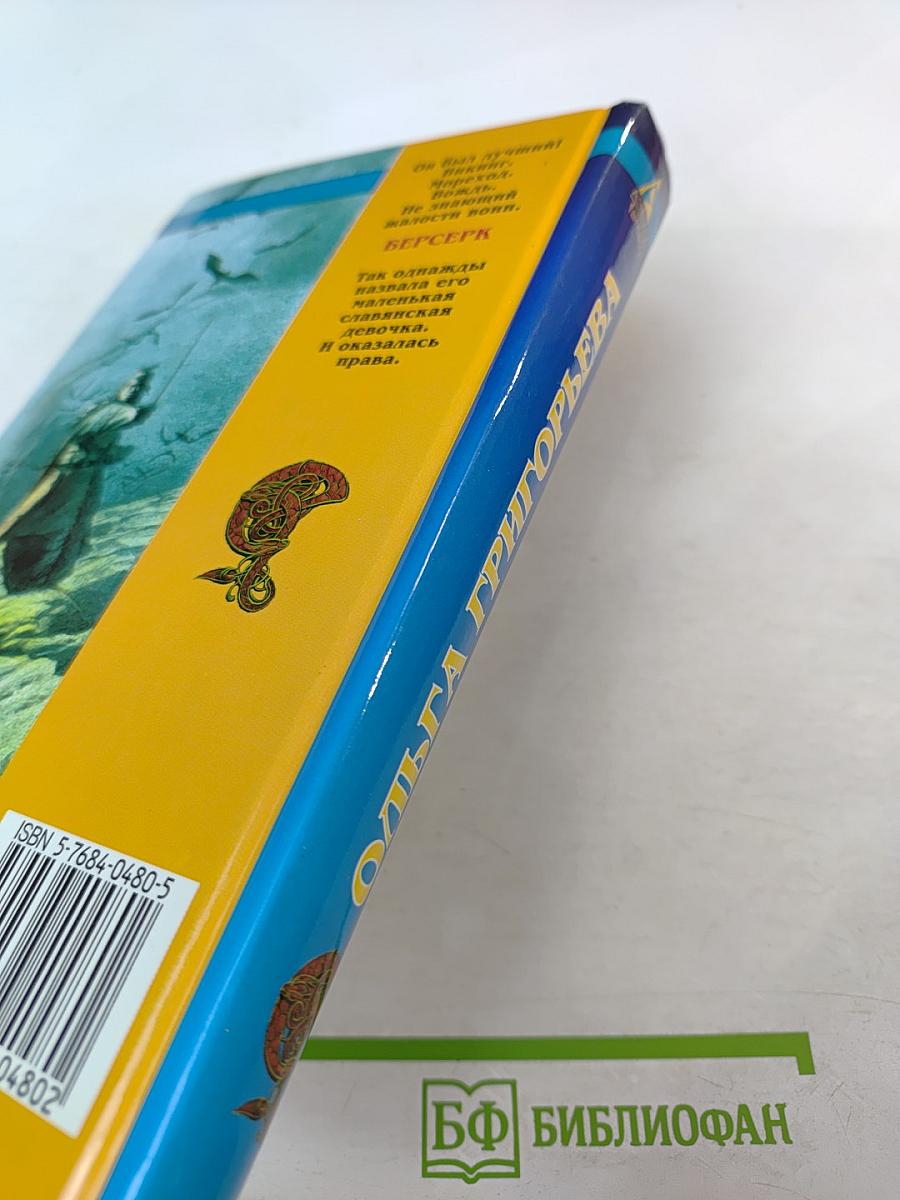 Он был лучший!
Викинг.
Мореход.
Вождь.
Не знающий
жалости воин.
БЕРСЕРК
Так однажды
назвала его
маленькая
славянская
девочка.
И оказалась
права.
ОЛЬГА ГРИГОРЬЕВА
ISBN 5-7684-0480-5
04802
БФ БИБЛИОФАН